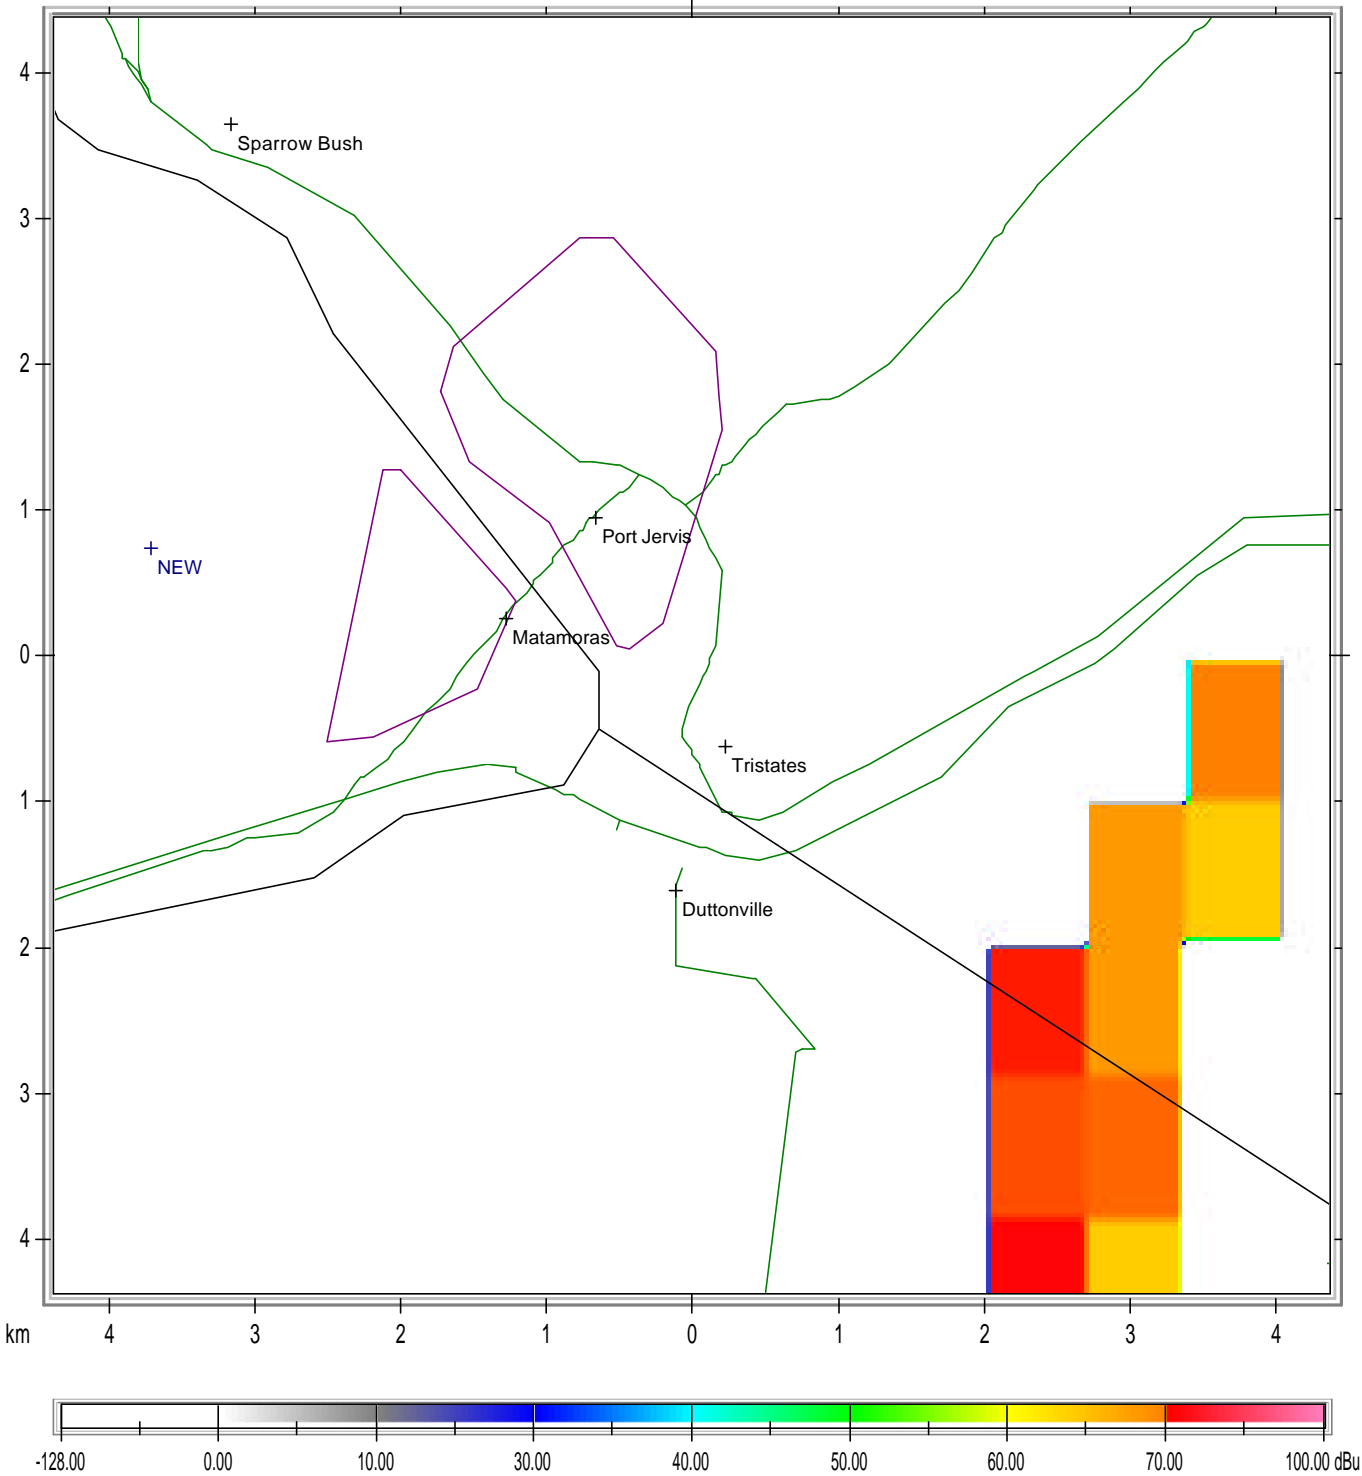 4
Sparrow Bush
3
2
1
Port Jervis
NEW
Matamoras
0
Tristates
1
Duttonville
2
3
4
km 4 3 2 1 0 1 2 3 4
-128.00 0.00 10.00 30.00 40.00 50.00 60.00 70.00 100.00 dBu